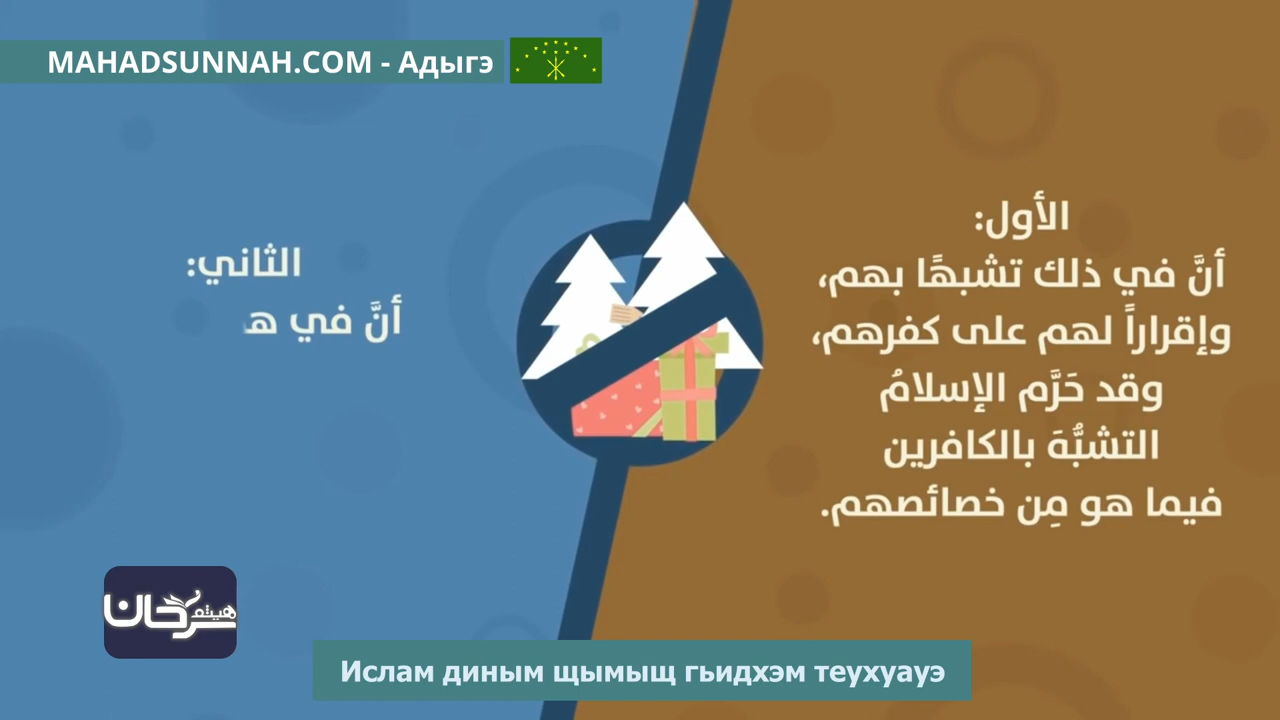 MAHADSUNNAH.COM - Адыгэ
الأول:
أنَّ في ذلك تشبهًا بهم،
وإقراراً لهم على كفرهم،
وقد حَرَّم الإسلامُ
التشبُّهَ بالكافرين
فيما هو مِن خصائصهم.
الثاني:
أنَّ في هـ
هيثم
سرحان
Ислам диным щымыщ гьидхэм теухуауэ